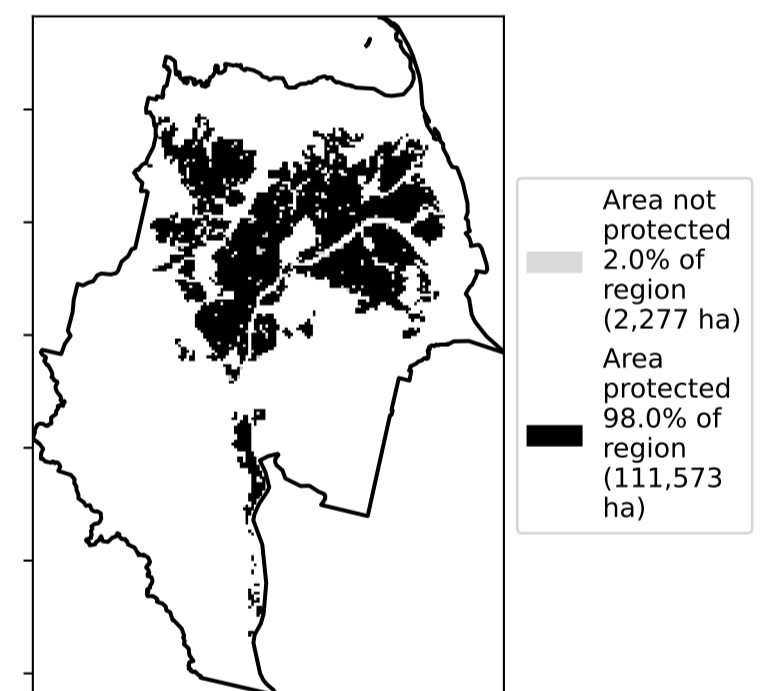 Area not
protected
2.0% of
region
(2,277 ha)
Area
protected
98.0% of
region
(111,573
ha)